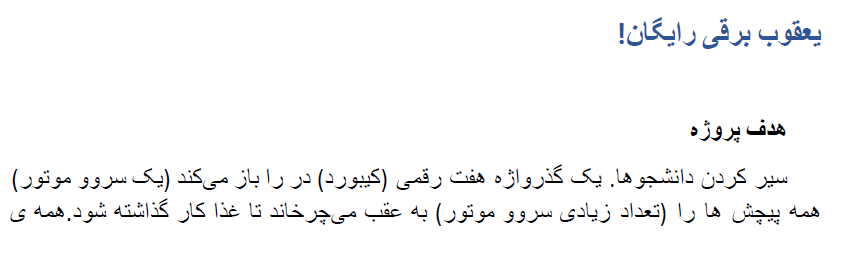 یعقوب برقی رایگان!
هدف پروژه
سیر کردن دانشجوها. یک گذرواژه هفت رقمی (کیبورد) در را باز می‌کند (یک سروو موتور)
همه پیچش ها را (تعداد زیادی سروو موتور) به عقب می‌چرخاند تا غذا کار گذاشته شود.همه ی